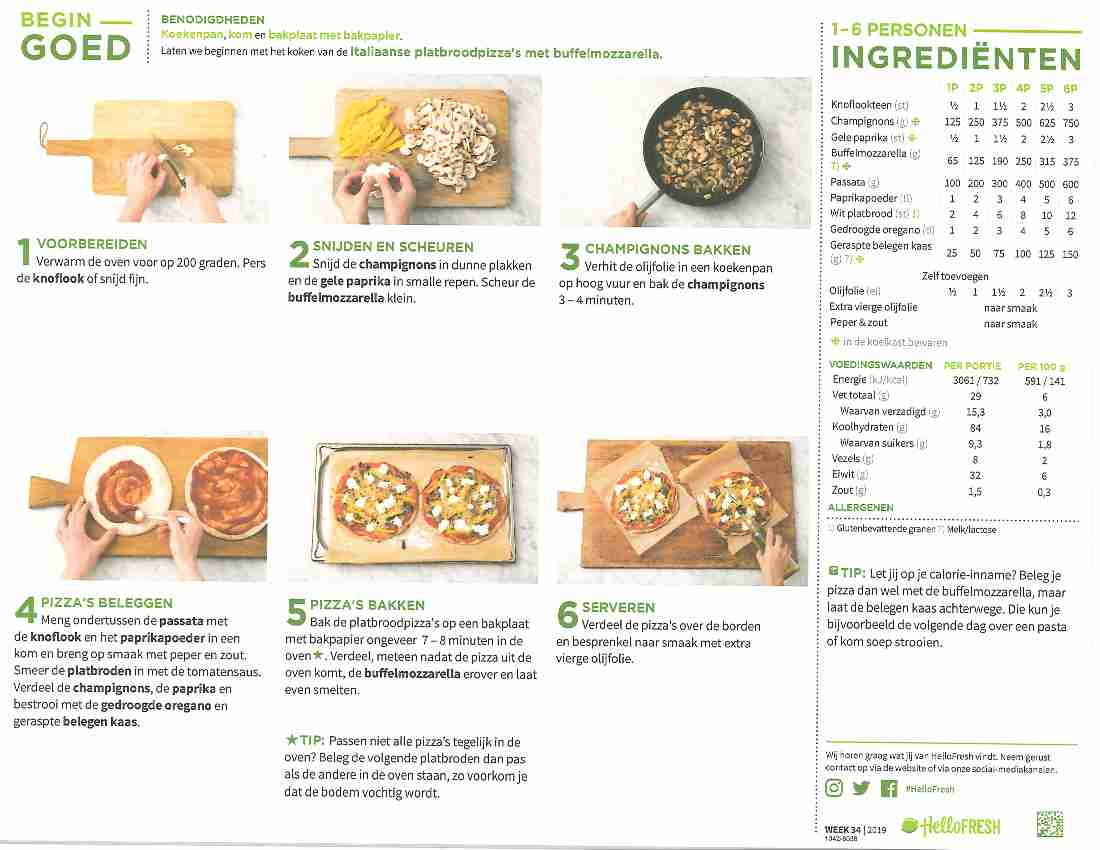 BEGIN
GOED
BENODIGDHEDEN
Koekenpan, kom en bakplaat met bakpapier.
Laten we beginnen met het koken van de Italiaanse platbroodpizza's met buffelmozzarella.
1 VOORBEREIDEN
Verwarm de oven voor op 200 graden. Pers
de knoflook of snijd fijn.
2 SNIJDEN EN SCHEUREN
Snijd de champignons in dunne plakken
en de gele paprika in smalle repen. Scheur de
buffelmozzarella klein.
3 CHAMPIGNONS BAKKEN
Verhit de olijfolie in een koekenpan
op hoog vuur en bak de champignons
3 – 4 minuten.
4 PIZZA'S BELEGGEN
Meng ondertussen de passata met
de knoflook en het paprikapoeder in een
kom en breng op smaak met peper en zout.
Smeer de platbroden in met de tomatensaus.
Verdeel de champignons, de paprika en
bestrooi met de gedroogde oregano en
geraspte belegen kaas.
5 PIZZA'S BAKKEN
Bak de platbroodpizza's op een bakplaat
met bakpapier ongeveer 7 – 8 minuten in de
oven★. Verdeel, meteen nadat de pizza uit de
oven komt, de buffelmozzarella erover en laat
even smelten.
★TIP: Passen niet alle pizza's tegelijk in de
oven? Beleg de volgende platbroden dan pas
als de andere in de oven staan, zo voorkom je
dat de bodem vochtig wordt.
6 SERVEREN
Verdeel de pizza's over de borden
en besprenkel naar smaak met extra
vierge olijfolie.
1-6 PERSONEN
INGREDIËNTEN
1P 2P 3P 4P 5P 6P
Knoflookteen (st) ½ 1 1½ 2 2½ 3
Champignons (g) 125 250 375 500 625 750
Gele paprika (st) ½ 1 1½ 2 2½ 3
Buffelmozzarella (g)
7) 65 125 190 250 315 375
Passata (g) 100 200 300 400 500 600
Paprikapoeder (tl) 1 2 3 4 5 6
Wit platbrood (st) 1) 2 4 6 8 10 12
Gedroogde oregano (tl) 1 2 3 4 5 6
Geraspte belegen kaas
(g) 7) 25 50 75 100 125 150
Zelf toevoegen
Olijfolie (el) ½ 1 1½ 2 2½ 3
Extra vierge olijfolie naar smaak
Peper & zout naar smaak
in de koelkast bewaren
VOEDINGSWAARDEN PER PORTIE PER 100 g
Energie (kJ/kcal) 3061 / 732 591 / 141
Vet totaal (g) 29 6
Waarvan verzadigd (g) 15,3 3,0
Koolhydraten (g) 84 16
Waarvan suikers (g) 9,3 1,8
Vezels (g) 8 2
Eiwit (g) 32 6
Zout (g) 1,5 0,3
ALLERGENEN
1) Glutenbevattende granen 7) Melk/lactose
TIP: Let jij op je calorie-inname? Beleg je
pizza dan wel met de buffelmozzarella, maar
laat de belegen kaas achterwege. Die kun je
bijvoorbeeld de volgende dag over een pasta
of kom soep strooien.
Wij horen graag wat jij van HelloFresh vindt. Neem gerust
contact op via de website of via onze social-mediakanalen.
#HelloFresh
WEEK 34 | 2019
HelloFRESH